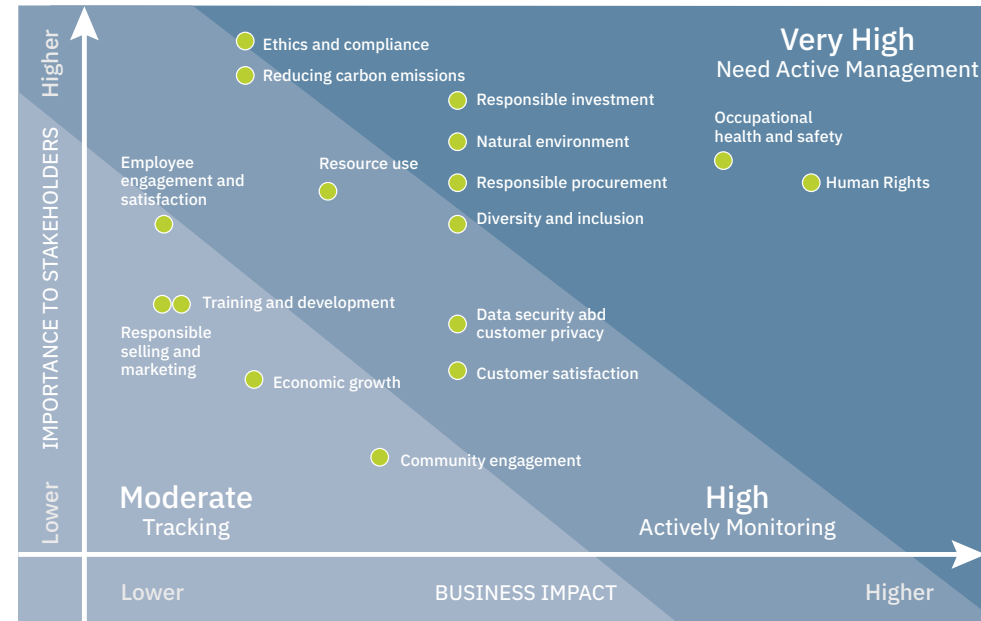 Higher
IMPORTANCE TO STAKEHOLDERS
Lower
Very High
Need Active Management
Ethics and compliance
Reducing carbon emissions
Responsible investment
Natural environment
Responsible procurement
Diversity and inclusion
Occupational
health and safety
Human Rights
Employee
engagement and
satisfaction
Resource use
Training and development
Responsible
selling and
marketing
Economic growth
Data security abd
customer privacy
Customer satisfaction
Community engagement
Moderate
Tracking
High
Actively Monitoring
Lower
BUSINESS IMPACT
Higher